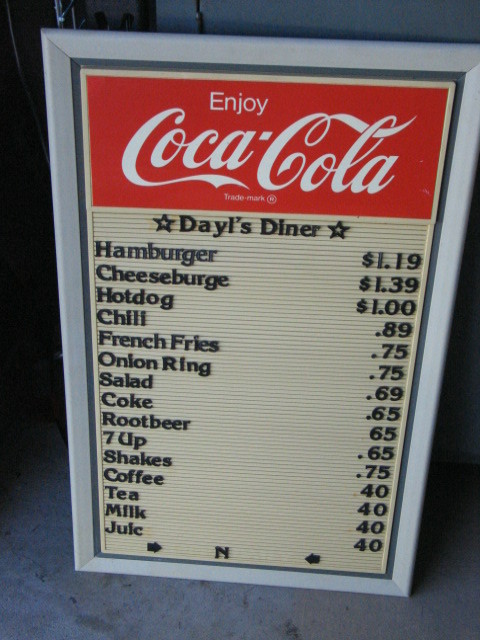 Enjoy
Coca-Cola
Trade-mark ®
☆ Dayl's Diner ☆
Hamburger $1.19
Cheeseburge $1.39
Hotdog $1.00
Chili .89
French Fries .75
Onion Ring .75
Salad .69
Coke .65
Rootbeer 65
7 Up .65
Shakes .75
Coffee 40
Tea 40
Milk 40
Juic 40
N